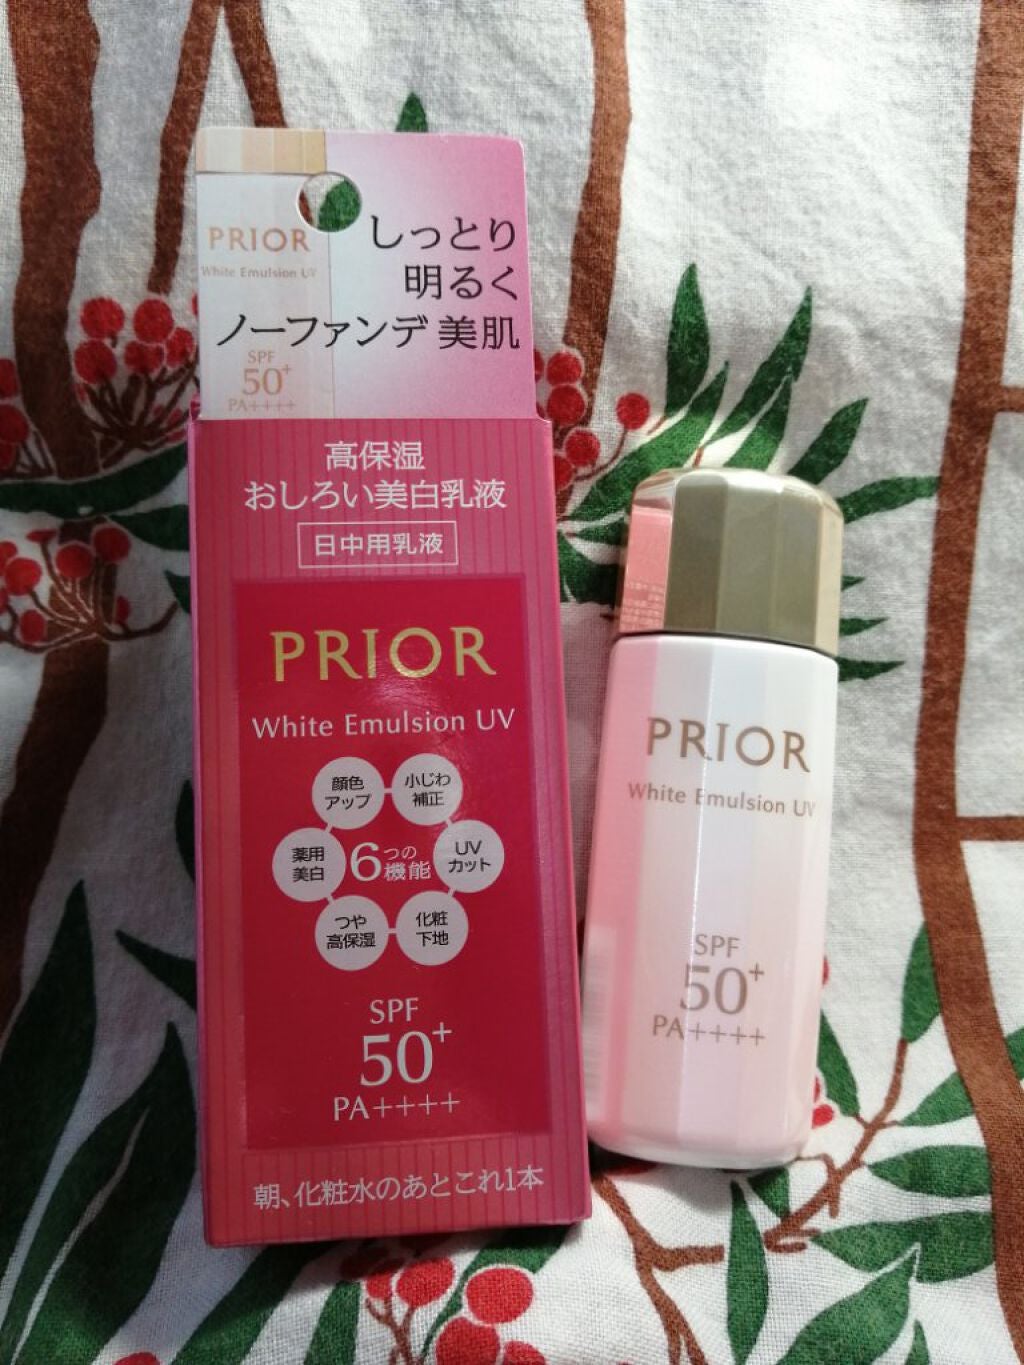 PRIOR
White Emulsion UV
SPF
50+
PA++++
しっとり
明るく
ノーファンデ 美肌
高保湿
おしろい美白乳液
日中用乳液
PRIOR
White Emulsion UV
顔色
アップ
小じわ
補正
薬用
美白
6つの
機能
UV
カット
つや
高保湿
化粧
下地
SPF
50+
PA++++
朝、化粧水のあとこれ1本
PRIOR
White Emulsion UV
SPF
50+
PA++++